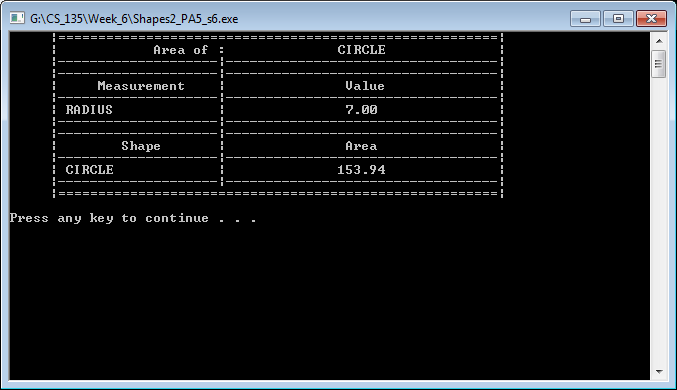 G:\CS_135\Week_6\Shapes2_PA5_s6.exe
|=======================================================|
|            Area of :              CIRCLE              |
|--------------------|----------------------------------|
|--------------------|----------------------------------|
|     Measurement    |               Value              |
|--------------------|----------------------------------|
| RADIUS             |               7.00               |
|--------------------|----------------------------------|
|--------------------|----------------------------------|
|        Shape       |               Area               |
|--------------------|----------------------------------|
| CIRCLE             |              153.94              |
|--------------------|----------------------------------|
|=======================================================|
Press any key to continue . . .